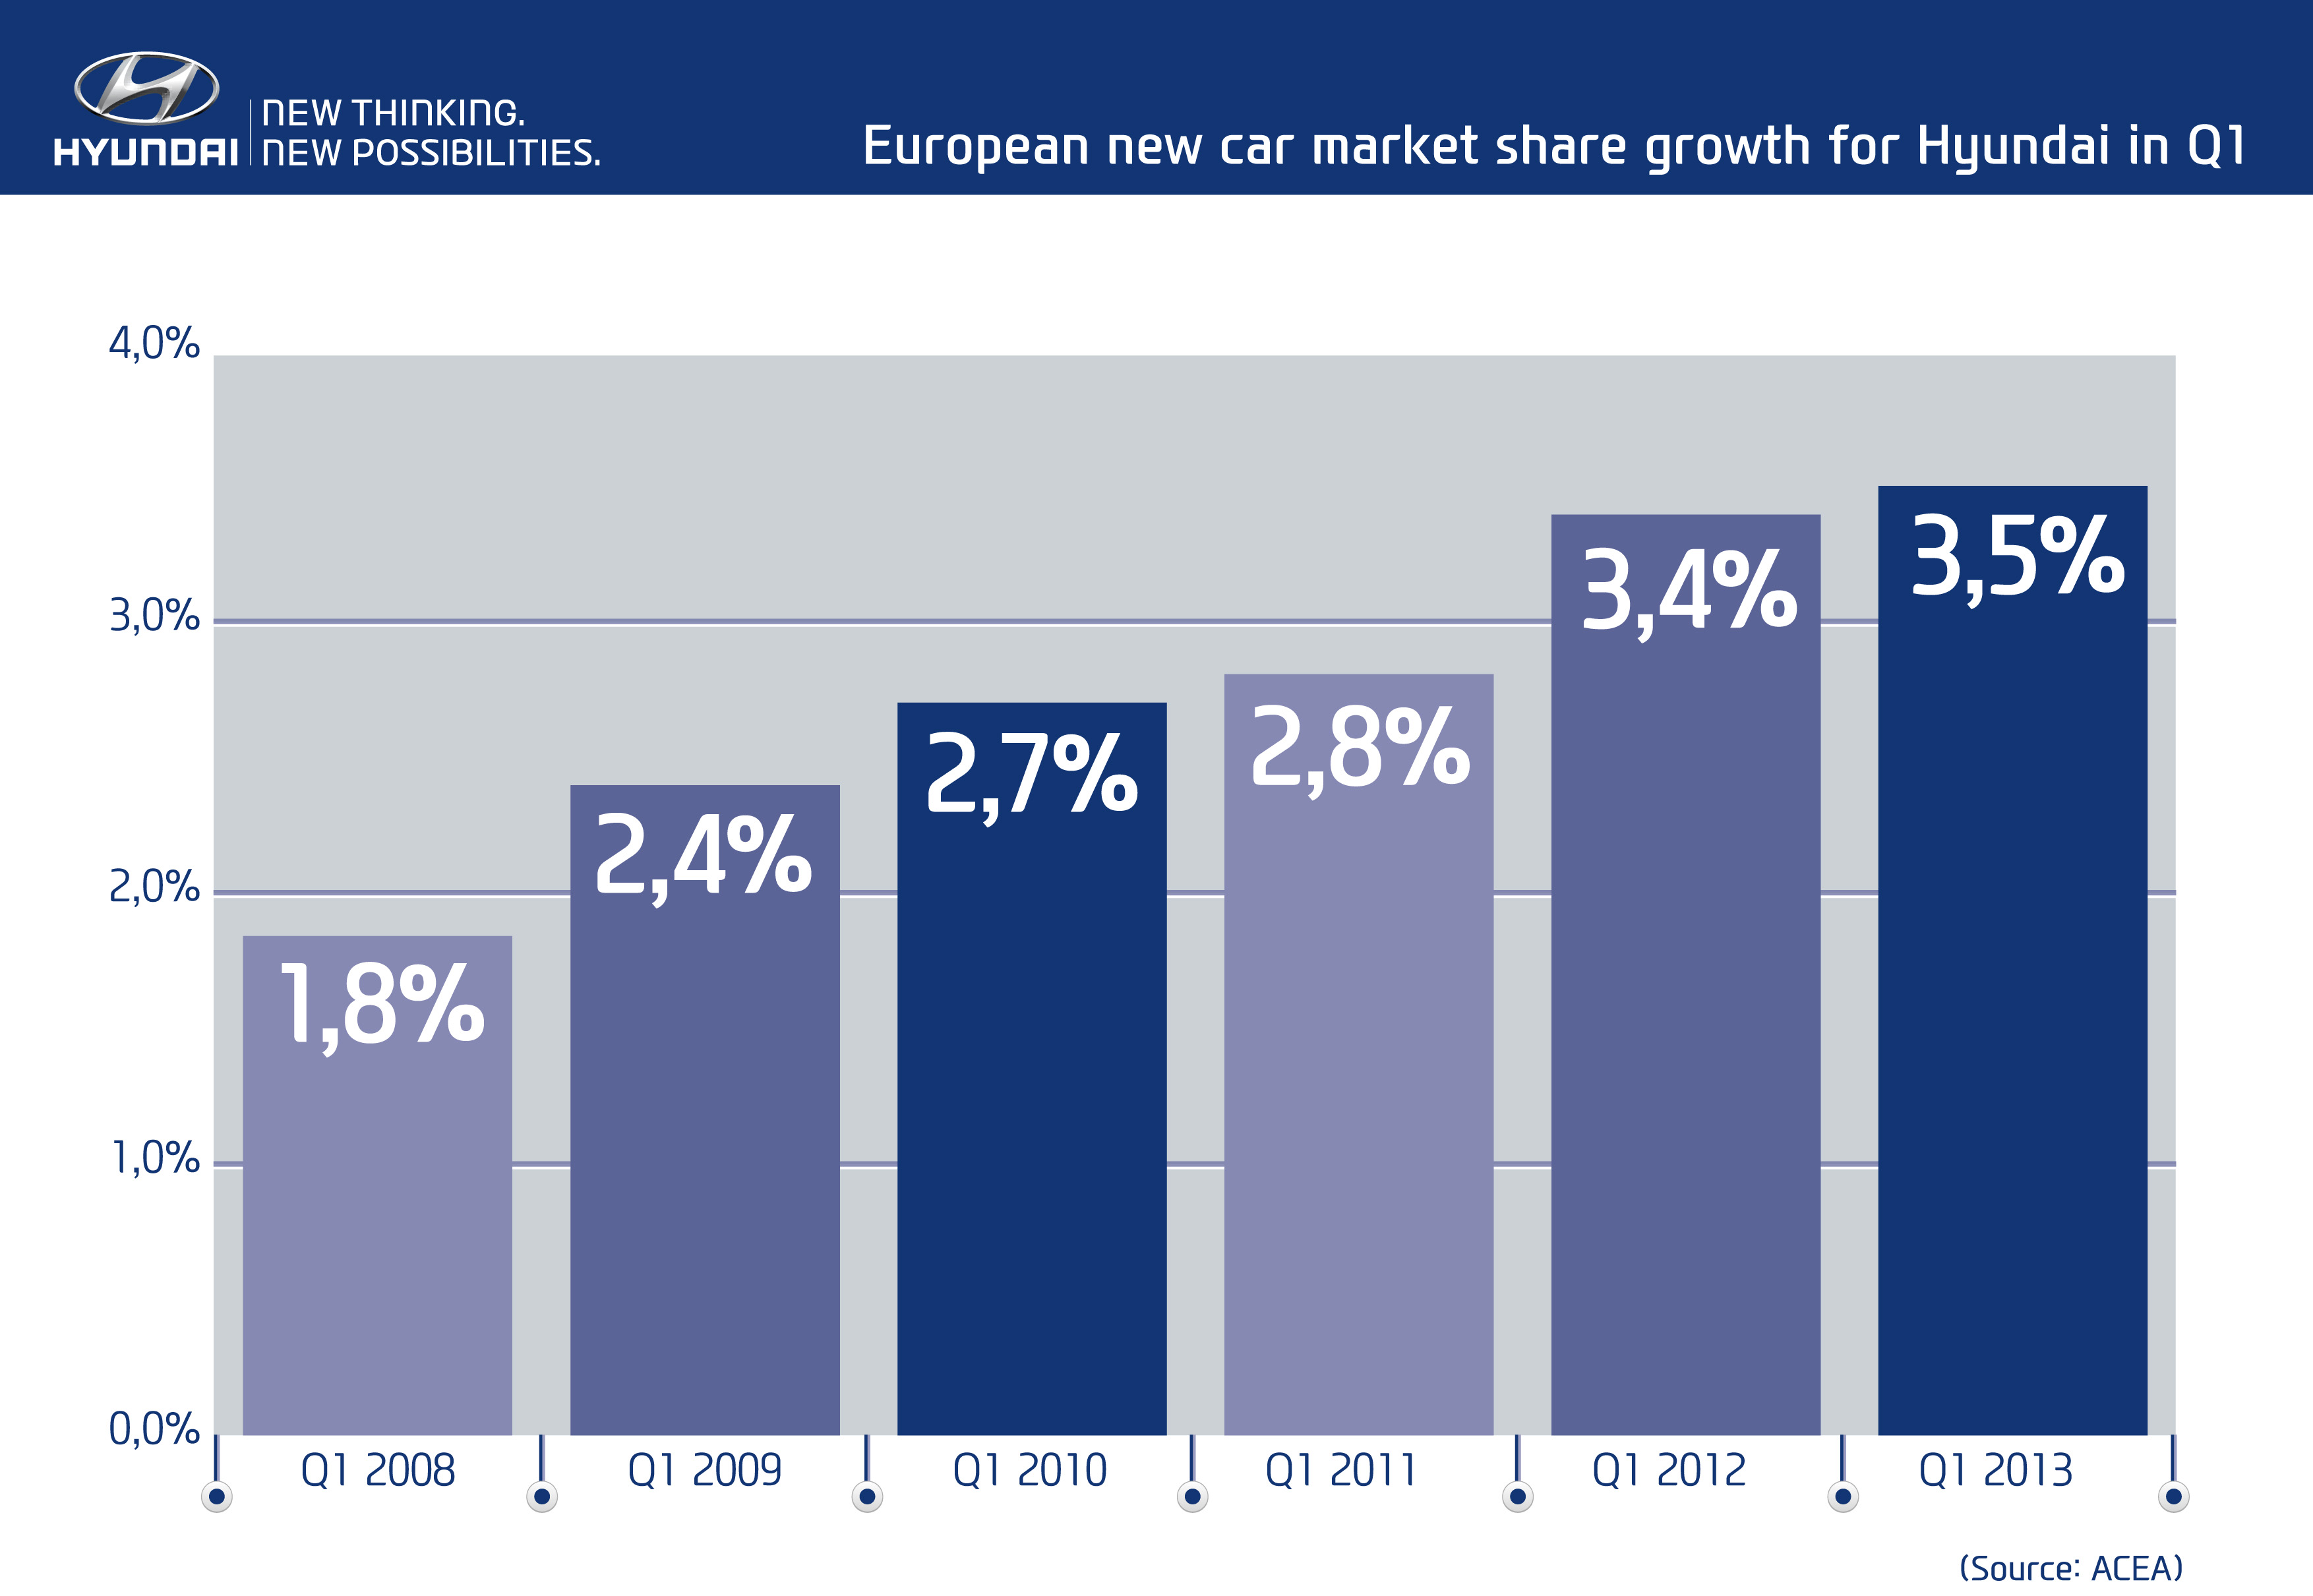 HYUNDAI
NEW THINKING.
NEW POSSIBILITIES.
European new car market share growth for Hyundai in Q1
4,0%
3,0%
2,0%
1,0%
0,0%
1,8%
2,4%
2,7%
2,8%
3,4%
3,5%
Q1 2008
Q1 2009
Q1 2010
Q1 2011
Q1 2012
Q1 2013
(Source: ACEA)